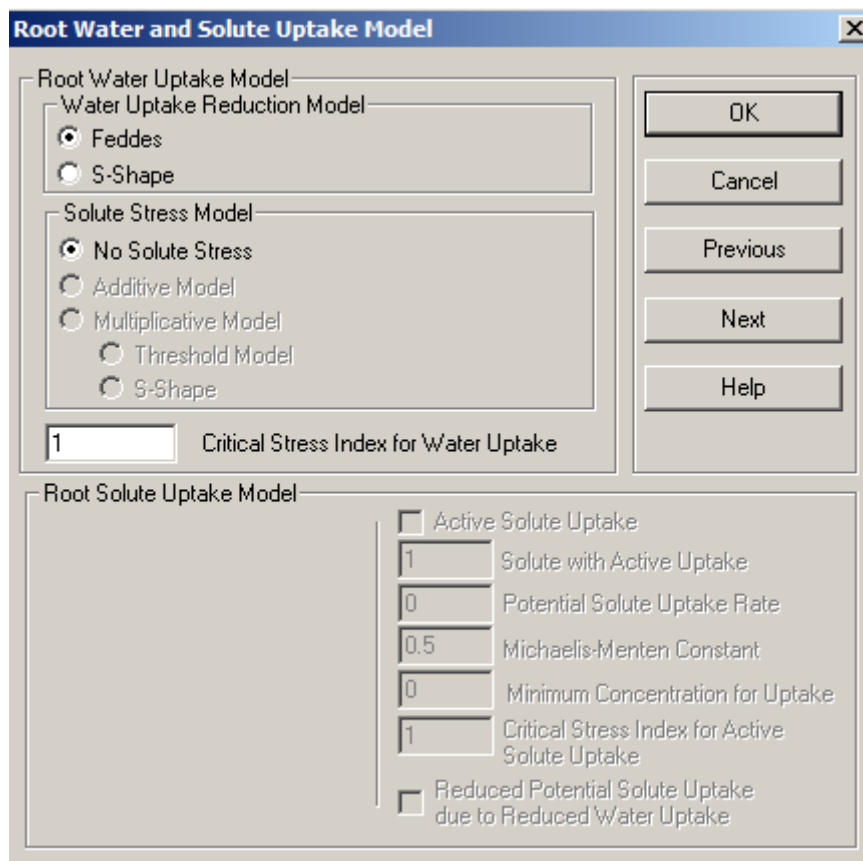 Root Water and Solute Uptake Model
Root Water Uptake Model
Water Uptake Reduction Model
Feddes
S-Shape
Solute Stress Model
No Solute Stress
Additive Model
Multiplicative Model
Threshold Model
S-Shape
1 Critical Stress Index for Water Uptake
OK
Cancel
Previous
Next
Help
Root Solute Uptake Model
Active Solute Uptake
1 Solute with Active Uptake
0 Potential Solute Uptake Rate
0.5 Michaelis-Menten Constant
0 Minimum Concentration for Uptake
1 Critical Stress Index for Active
Solute Uptake
Reduced Potential Solute Uptake
due to Reduced Water Uptake